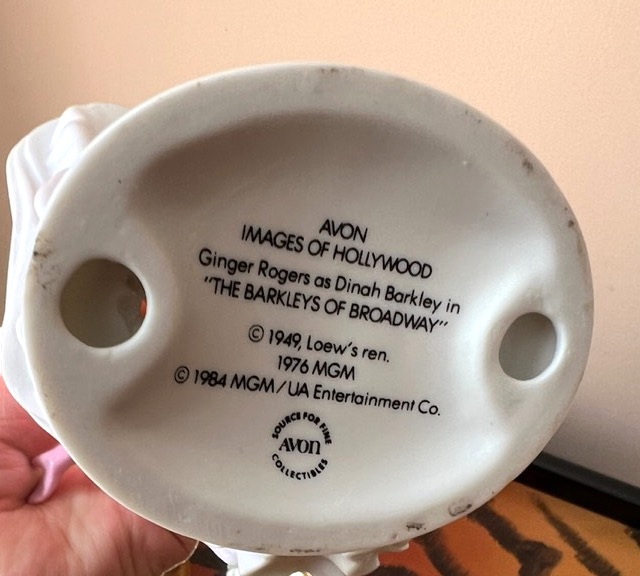 AVON
IMAGES OF HOLLYWOOD
Ginger Rogers as Dinah Barkley in
"THE BARKLEYS OF BROADWAY"
© 1949, Loew's ren.
1976 MGM
© 1984 MGM/UA Entertainment Co.
SOURCE FOR FINE
AVON
COLLECTIBLES